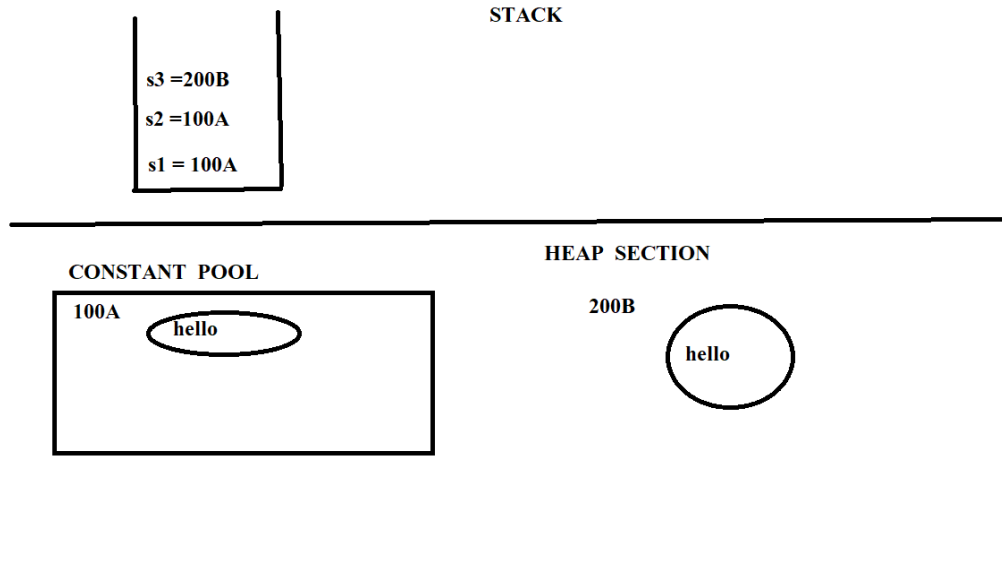 STACK
s3 =200B
s2 =100A
s1 = 100A
HEAP SECTION
CONSTANT POOL
100A
hello
200B
hello